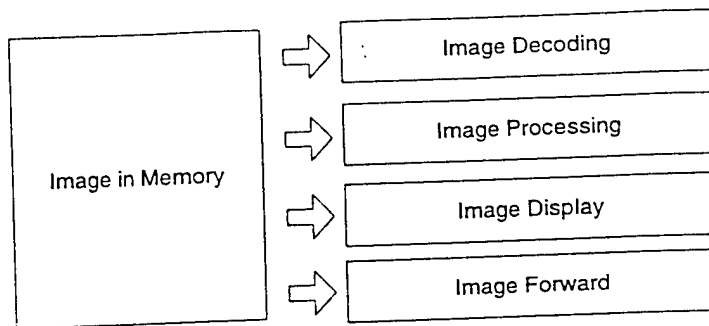 Image in Memory
Image Decoding
Image Processing
Image Display
Image Forward